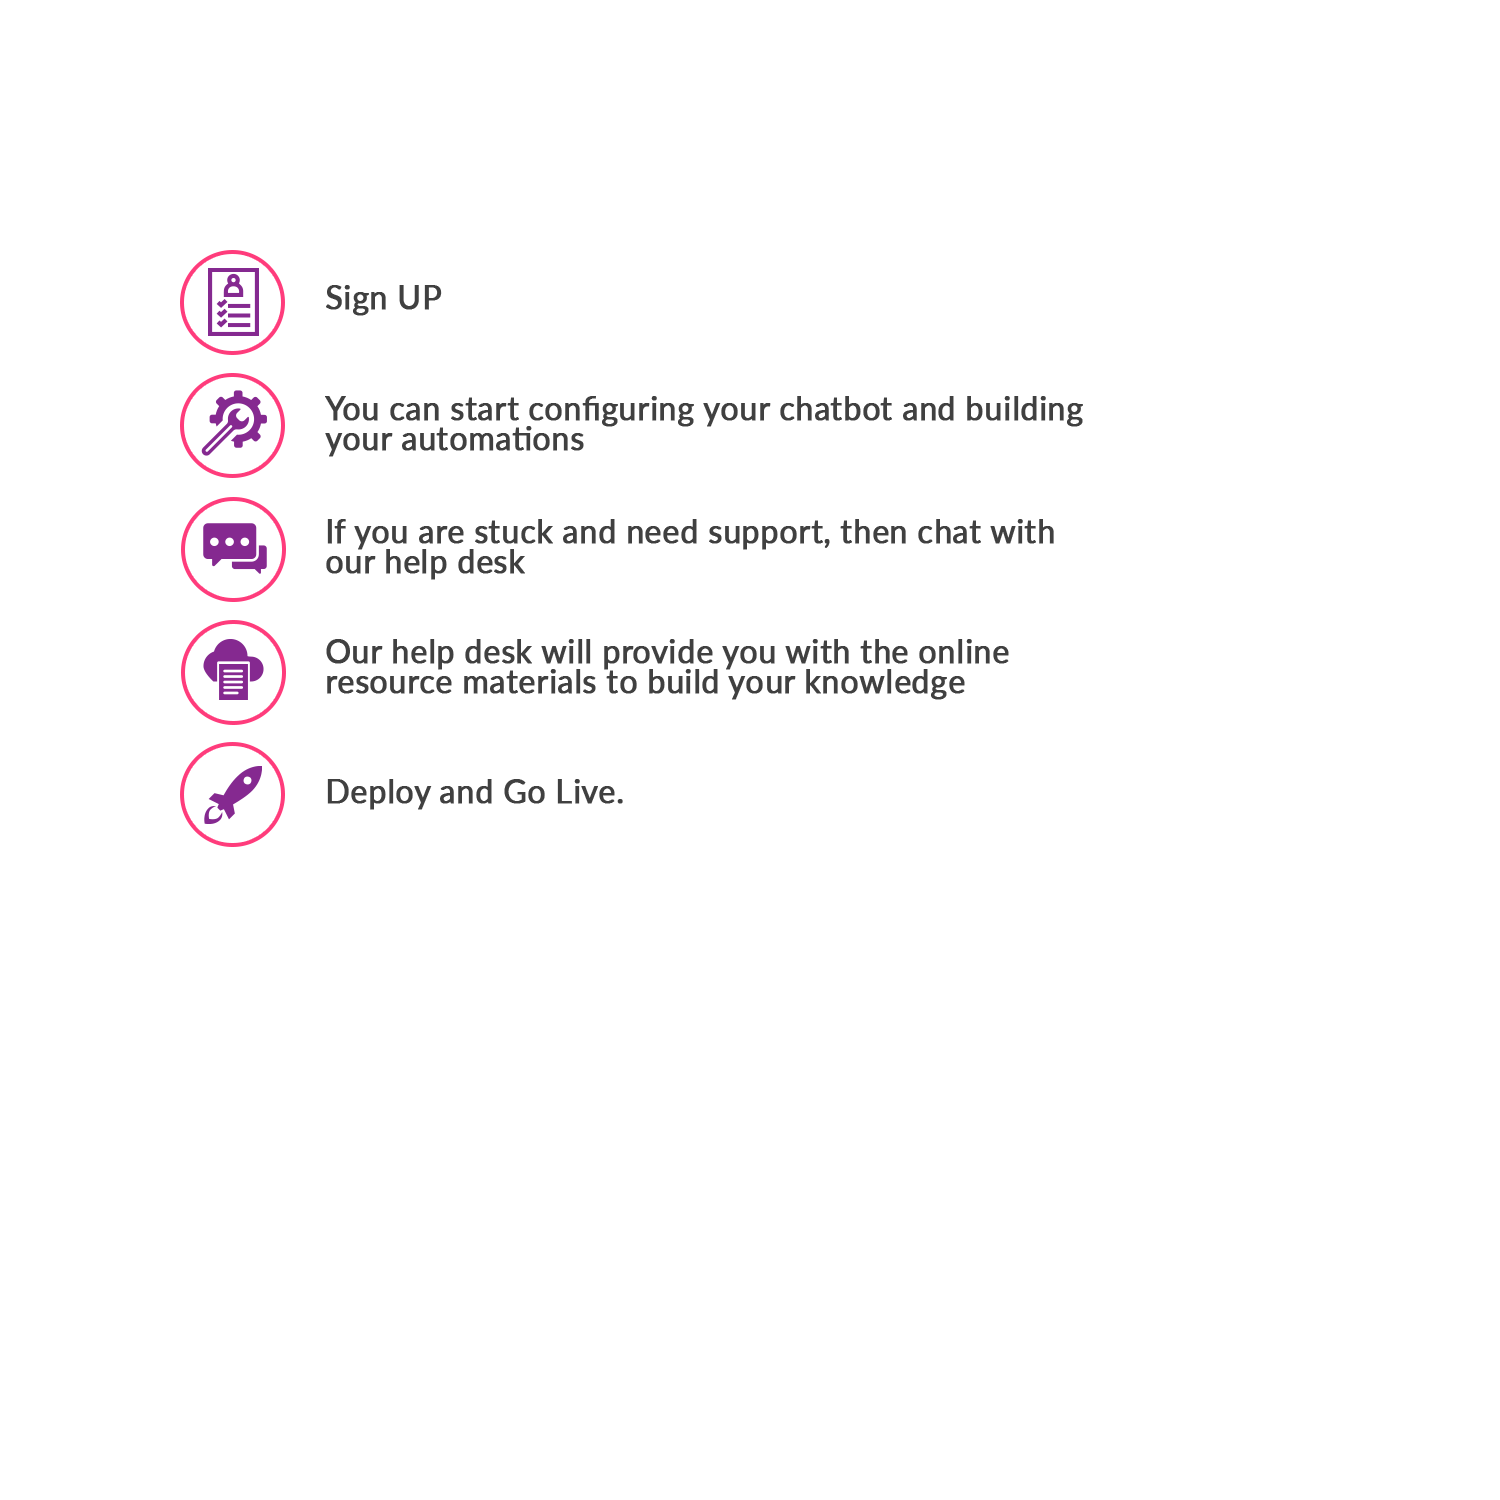 Sign UP
You can start configuring your chatbot and building
your automations
If you are stuck and need support, then chat with
our help desk
Our help desk will provide you with the online
resource materials to build your knowledge
Deploy and Go Live.